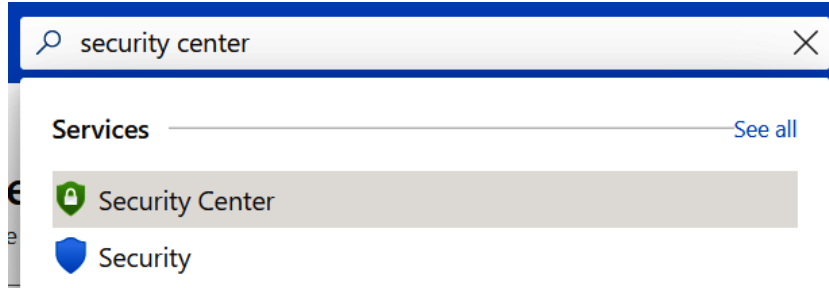 security center
Services
See all
Security Center
Security
e
e